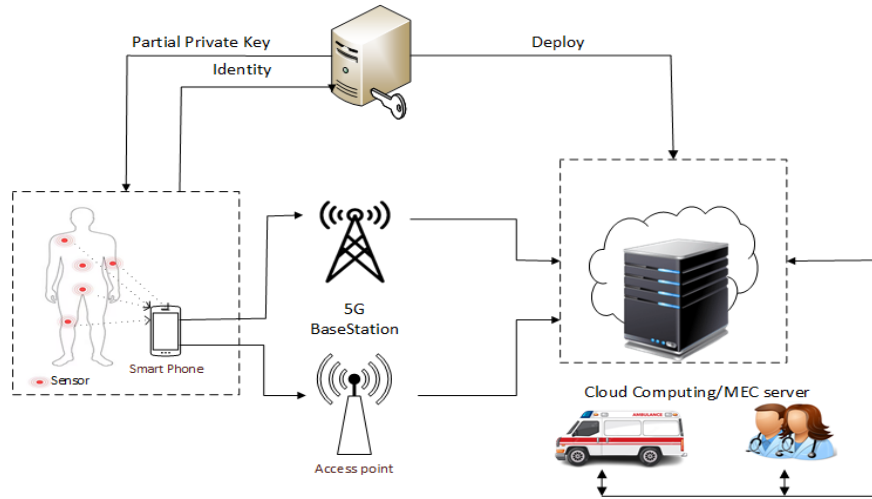 Partial Private Key
Deploy
Identity
5G
BaseStation
Sensor
Smart Phone
Access point
Cloud Computing/MEC server
AMBULANCE